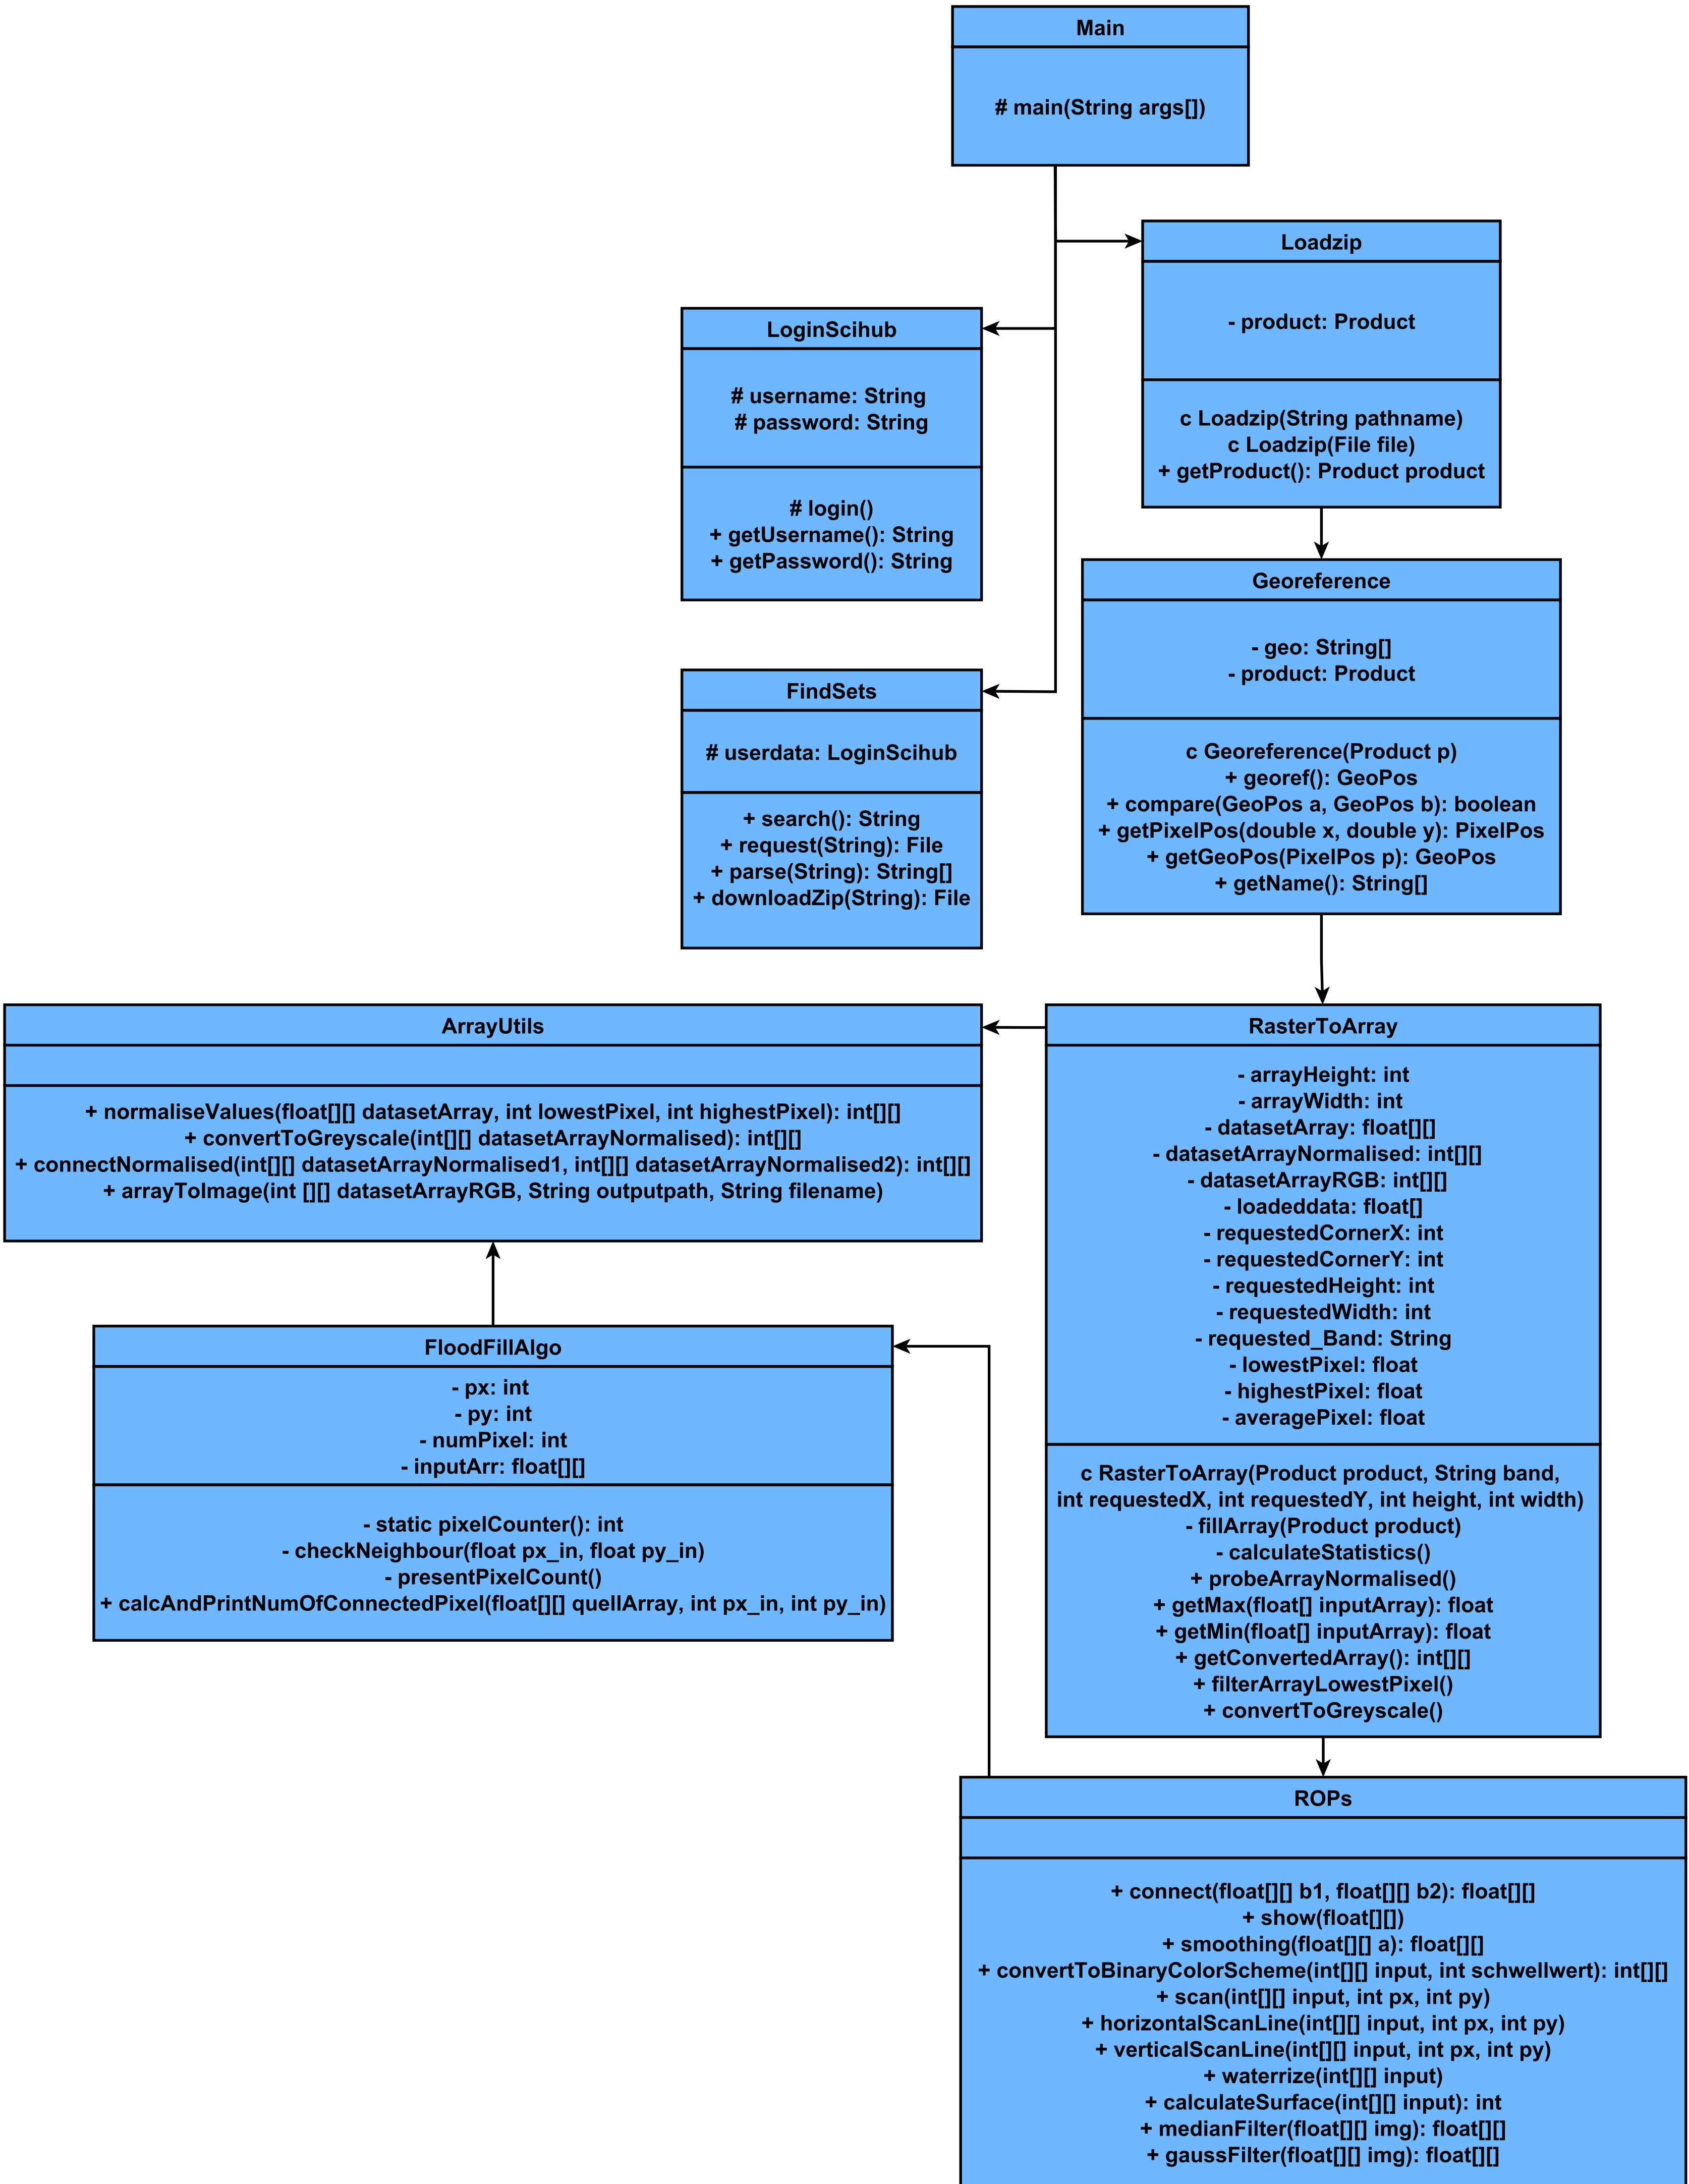 Main
# main(String args[])
Loadzip
- product: Product
c Loadzip(String pathname)
c Loadzip(File file)
+ getProduct(): Product product
LoginScihub
# username: String
# password: String
# login()
+ getUsername(): String
+ getPassword(): String
Georeference
- geo: String[]
- product: Product
c Georeference(Product p)
+ georef(): GeoPos
+ compare(GeoPos a, GeoPos b): boolean
+ getPixelPos(double x, double y): PixelPos
+ getGeoPos(PixelPos p): GeoPos
+ getName(): String[]
FindSets
# userdata: LoginScihub
+ search(): String
+ request(String): File
+ parse(String): String[]
+ downloadZip(String): File
ArrayUtils
+ normaliseValues(float[][] datasetArray, int lowestPixel, int highestPixel): int[][]
+ convertToGreyscale(int[][] datasetArrayNormalised): int[][]
+ connectNormalised(int[][] datasetArrayNormalised1, int[][] datasetArrayNormalised2): int[][]
+ arrayToImage(int [][] datasetArrayRGB, String outputpath, String filename)
RasterToArray
- arrayHeight: int
- arrayWidth: int
- datasetArray: float[][]
- datasetArrayNormalised: int[][]
- datasetArrayRGB: int[][]
- loadeddata: float[]
- requestedCornerX: int
- requestedCornerY: int
- requestedHeight: int
- requestedWidth: int
- requested_Band: String
- lowestPixel: float
- highestPixel: float
- averagePixel: float
c RasterToArray(Product product, String band,
int requestedX, int requestedY, int height, int width)
- fillArray(Product product)
- calculateStatistics()
+ probeArrayNormalised()
+ getMax(float[] inputArray): float
+ getMin(float[] inputArray): float
+ getConvertedArray(): int[][]
+ filterArrayLowestPixel()
+ convertToGreyscale()
FloodFillAlgo
- px: int
- py: int
- numPixel: int
- inputArr: float[][]
- static pixelCounter(): int
- checkNeighbour(float px_in, float py_in)
- presentPixelCount()
+ calcAndPrintNumOfConnectedPixel(float[][] quellArray, int px_in, int py_in)
ROPs
+ connect(float[][] b1, float[][] b2): float[][]
+ show(float[][])
+ smoothing(float[][] a): float[][]
+ convertToBinaryColorScheme(int[][] input, int schwellwert): int[][]
+ scan(int[][] input, int px, int py)
+ horizontalScanLine(int[][] input, int px, int py)
+ verticalScanLine(int[][] input, int px, int py)
+ waterrize(int[][] input)
+ calculateSurface(int[][] input): int
+ medianFilter(float[][] img): float[][]
+ gaussFilter(float[][] img): float[][]